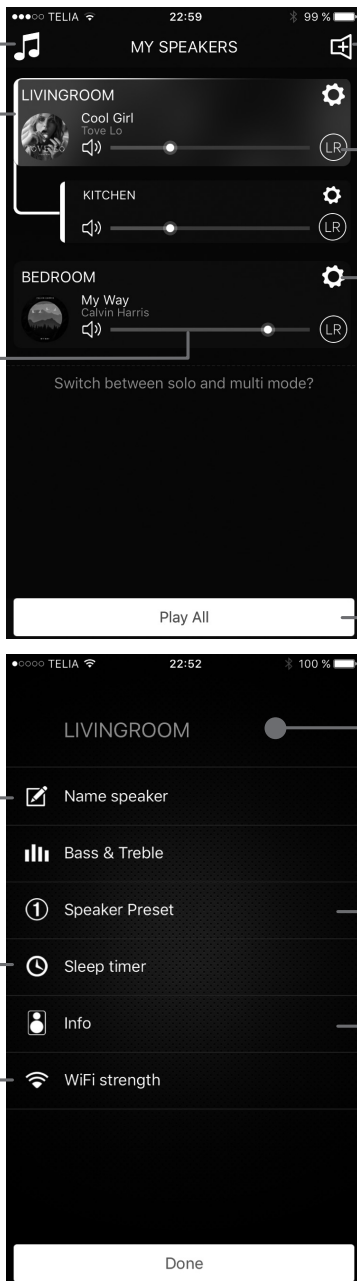 TELIA 22:59 99 %
MY SPEAKERS
LIVINGROOM
Cool Girl
Tove Lo
LR
KITCHEN
LR
BEDROOM
My Way
Calvin Harris
LR
Switch between solo and multi mode?
Play All
TELIA 22:52 100 %
LIVINGROOM
Name speaker
Bass & Treble
1 Speaker Preset
Sleep timer
Info
WiFi strength
Done